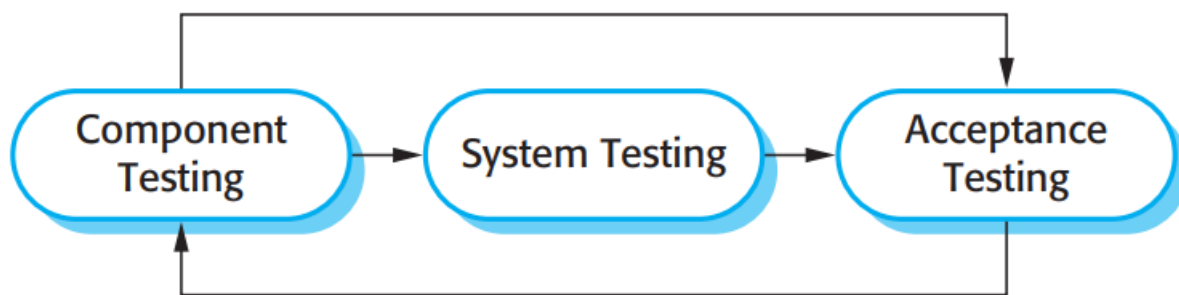 Component
Testing
System Testing
Acceptance
Testing